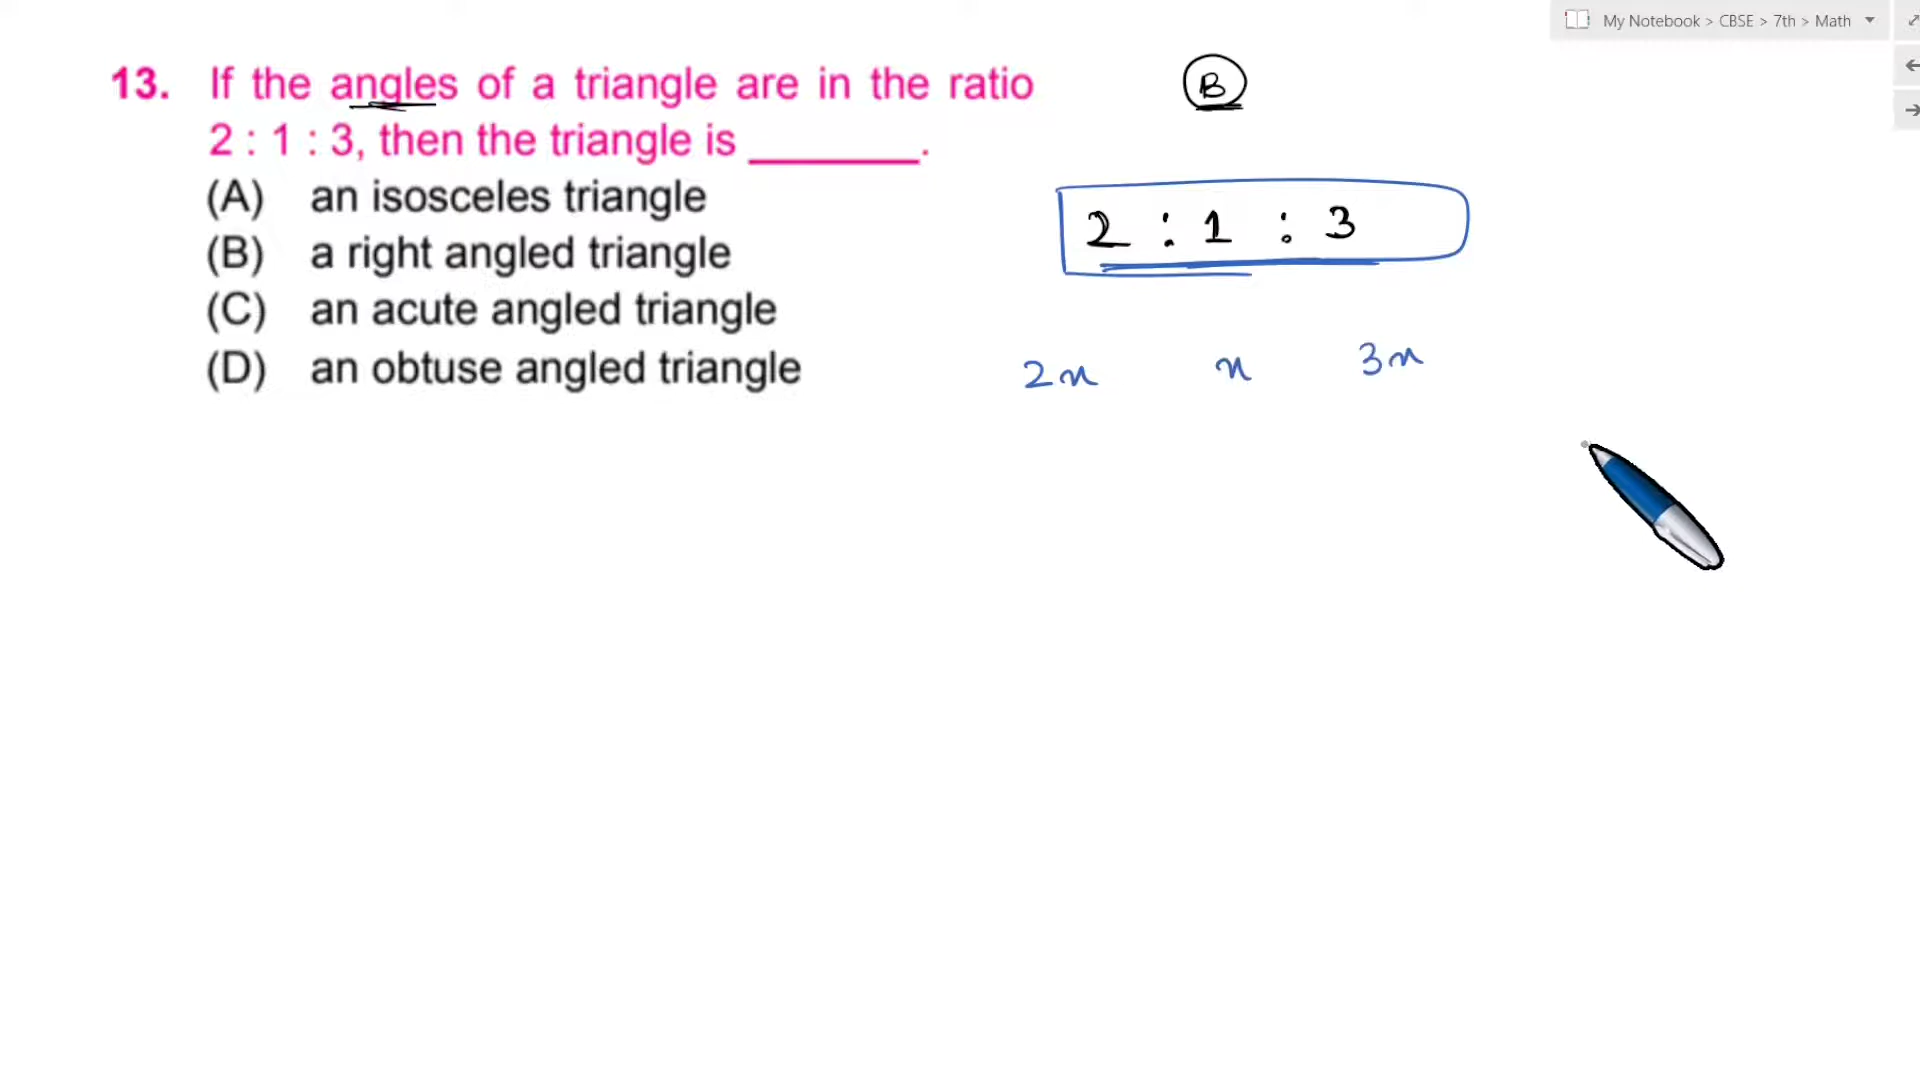 My Notebook > CBSE > 7th > Math
13. If the angles of a triangle are in the ratio
2 : 1 : 3, then the triangle is ________.
(A) an isosceles triangle
(B) a right angled triangle
(C) an acute angled triangle
(D) an obtuse angled triangle
B
2 : 1 : 3
2x x 3x